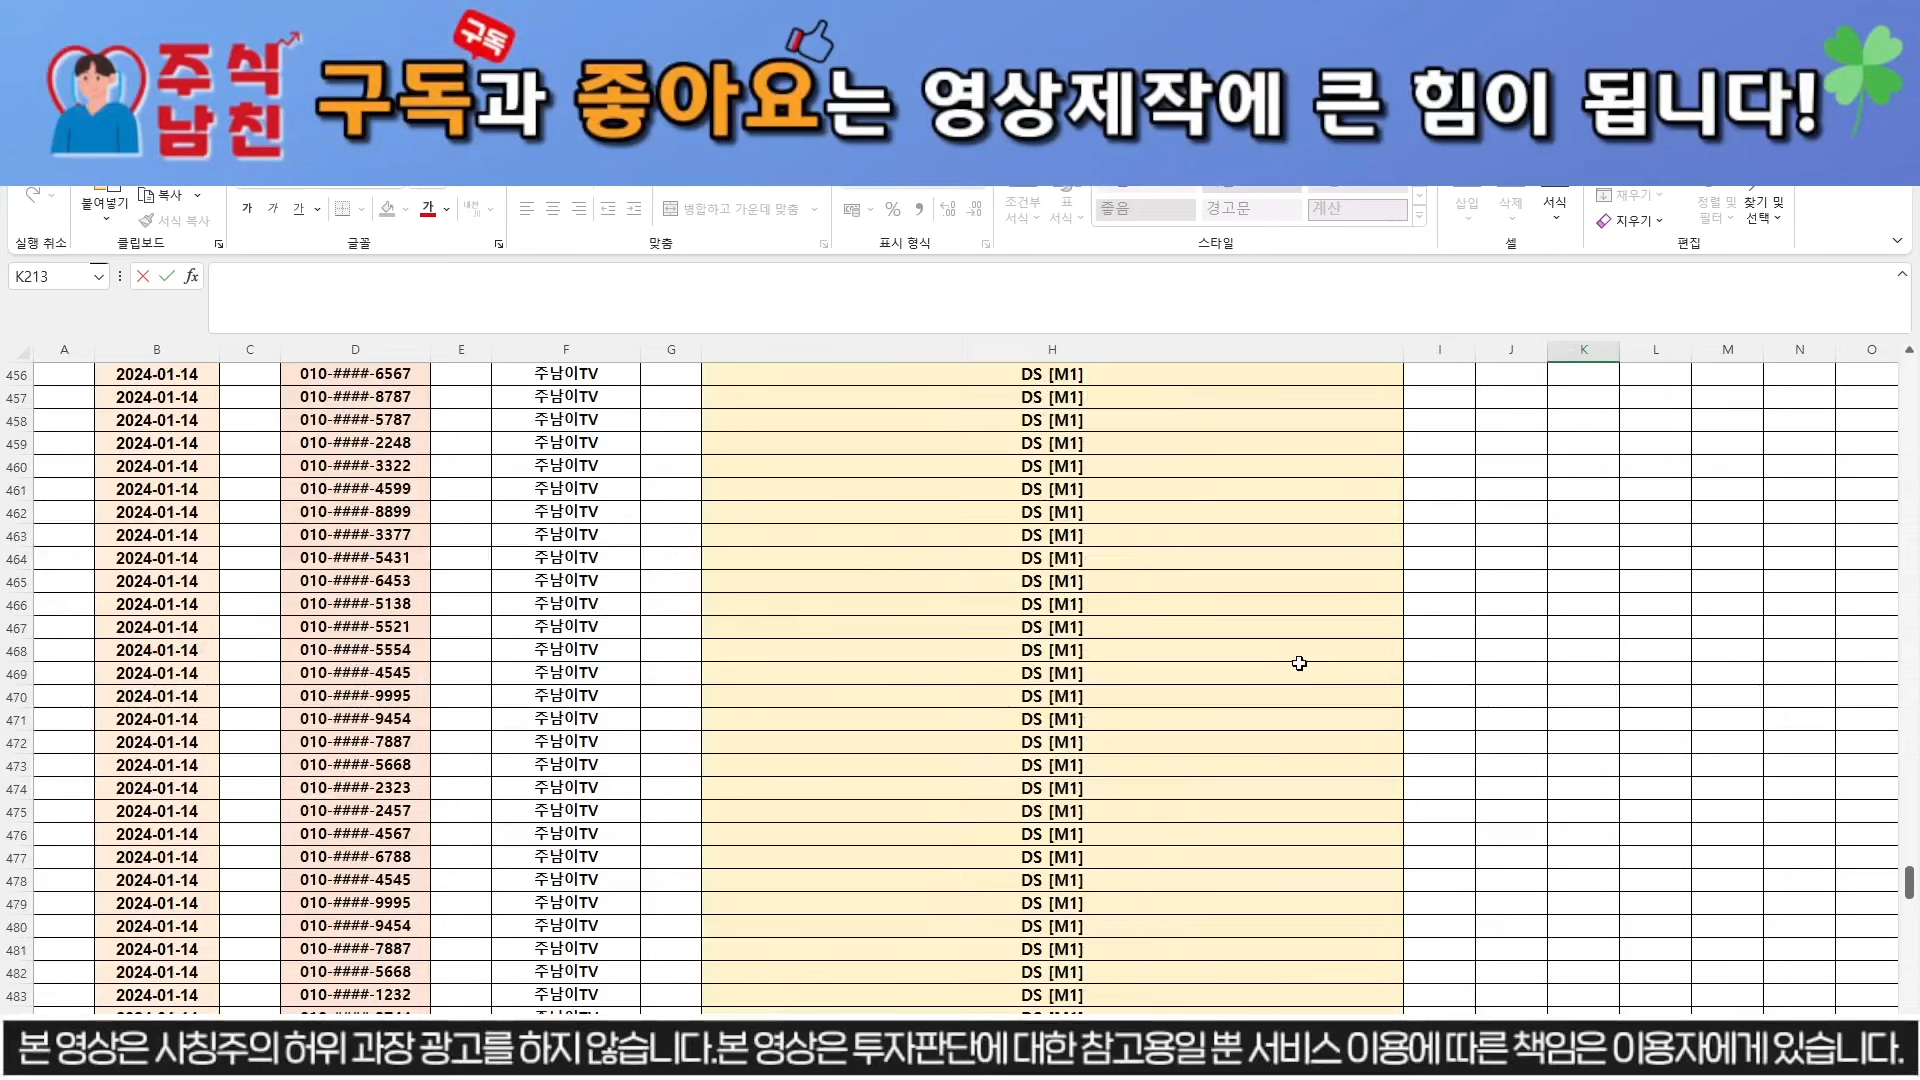 주식
남친
구독
구독과 좋아요는 영상제작에 큰 힘이 됩니다!
붙여넣기 복사 서식 복사
가 가 가 가 내천
병합하고 가운데 맞춤
%
조건부 서식 표 서식
좋음 경고문 계산
삽입 삭제 서식
채우기 지우기
정렬 및 필터 찾기 및 선택
실행 취소 클립보드 글꼴 맞춤 표시 형식 스타일 셀 편집
K213 fx
A B C D E F G H I J K L M N O
456 2024-01-14 010-####-6567 주남이TV DS [M1]
457 2024-01-14 010-####-8787 주남이TV DS [M1]
458 2024-01-14 010-####-5787 주남이TV DS [M1]
459 2024-01-14 010-####-2248 주남이TV DS [M1]
460 2024-01-14 010-####-3322 주남이TV DS [M1]
461 2024-01-14 010-####-4599 주남이TV DS [M1]
462 2024-01-14 010-####-8899 주남이TV DS [M1]
463 2024-01-14 010-####-3377 주남이TV DS [M1]
464 2024-01-14 010-####-5431 주남이TV DS [M1]
465 2024-01-14 010-####-6453 주남이TV DS [M1]
466 2024-01-14 010-####-5138 주남이TV DS [M1]
467 2024-01-14 010-####-5521 주남이TV DS [M1]
468 2024-01-14 010-####-5554 주남이TV DS [M1]
469 2024-01-14 010-####-4545 주남이TV DS [M1]
470 2024-01-14 010-####-9995 주남이TV DS [M1]
471 2024-01-14 010-####-9454 주남이TV DS [M1]
472 2024-01-14 010-####-7887 주남이TV DS [M1]
473 2024-01-14 010-####-5668 주남이TV DS [M1]
474 2024-01-14 010-####-2323 주남이TV DS [M1]
475 2024-01-14 010-####-2457 주남이TV DS [M1]
476 2024-01-14 010-####-4567 주남이TV DS [M1]
477 2024-01-14 010-####-6788 주남이TV DS [M1]
478 2024-01-14 010-####-4545 주남이TV DS [M1]
479 2024-01-14 010-####-9995 주남이TV DS [M1]
480 2024-01-14 010-####-9454 주남이TV DS [M1]
481 2024-01-14 010-####-7887 주남이TV DS [M1]
482 2024-01-14 010-####-5668 주남이TV DS [M1]
483 2024-01-14 010-####-1232 주남이TV DS [M1]
본 영상은 사칭주의 허위 과장 광고를 하지 않습니다.본 영상은 투자판단에 대한 참고용일 뿐 서비스 이용에 따른 책임은 이용자에게 있습니다.